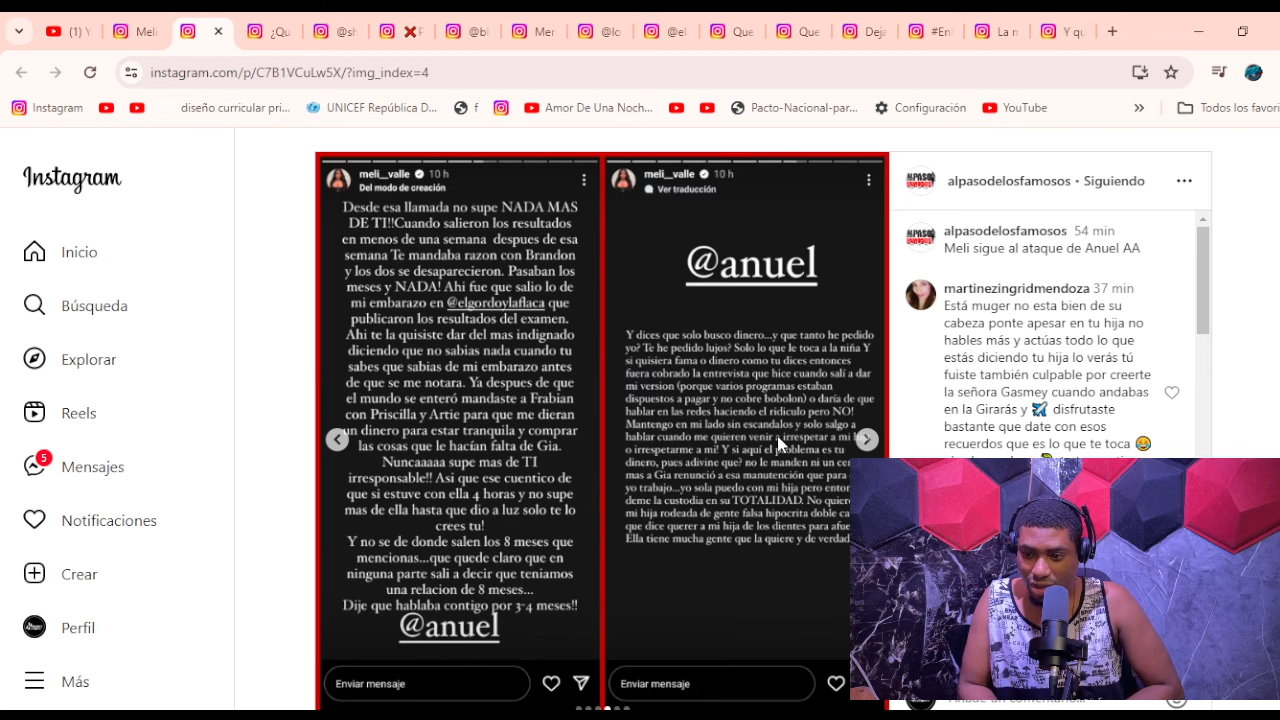 (1) Y
Meli
¿Qu
@sh
❌ F
@bl
Mer
@lo
@el
Que
Que
Deja
#En
La n
Y qu
instagram.com/p/C7B1VCuLw5X/?img_index=4
Instagram
diseño curricular pri...
UNICEF República D...
f
Amor De Una Noch...
Pacto-Nacional-par...
Configuración
YouTube
»
Todos los favori
Instagram
Inicio
Búsqueda
Explorar
Reels
5
Mensajes
Notificaciones
Crear
Perfil
Más
meli__valle 10 h
Del modo de creación
Desde esa llamada no supe NADA MAS
DE TI!!Cuando salieron los resultados
en menos de una semana despues de esa
semana Te mandaba razon con Brandon
y los dos se desaparecieron. Pasaban los
meses y NADA! Ahi fue que salio lo de
mi embarazo en @elgordoylaflaca que
publicaron los resultados del examen.
Ahi te la quisiste dar del mas indignado
diciendo que no sabias nada cuando tu
sabes que sabias de mi embarazo antes
de que se me notara. Ya despues de que
el mundo se enteró mandaste a Frabian
con Priscilla y Artie para que me dieran
un dinero para estar tranquila y comprar
las cosas que le hacían falta de Gia.
Nuncaaaaa supe mas de TI
irresponsable!! Asi que ese cuentico de
que si estuve con ella 4 horas y no supe
mas de ella hasta que dio a luz solo te lo
crees tu!
Y no se de donde salen los 8 meses que
mencionas...que quede claro que en
ninguna parte sali a decir que teniamos
una relacion de 8 meses...
Dije que hablaba contigo por 3-4 meses!!
@anuel
Enviar mensaje
meli__valle 10 h
Ver traducción
@anuel
Y dices que solo busco dinero...y que tanto he pedido
yo? Te he pedido lujos? Solo lo que le toca a la niña Y
si quisiera fama o dinero como tu dices entonces
fuera cobrado la entrevista que hice cuando salí a dar
mi version (porque varios programas estaban
dispuestos a pagar y no cobre bobolon) o daría de que
hablar en las redes haciendo el ridiculo pero NO!
Mantengo en mi lado sin escandalos y solo salgo a
hablar cuando me quieren venir a irrespetar a mi
o irrespetarme a mi! Y si aquí el problema es tu
dinero, pues adivine que? no le manden ni un
mas a Gia renunció a esa manutención que para
yo trabajo...yo sola puedo con mi hija pero
deme la custodia en su TOTALIDAD. No
mi hija rodeada de gente falsa hipocrita doble
que dice querer a mi hija de los dientes para
Ella tiene mucha gente que la quiere y de
Enviar mensaje
alpasodelosfamosos • Siguiendo
alpasodelosfamosos 54 min
Meli sigue al ataque de Anuel AA
martinezingridmendoza 37 min
Está muger no esta bien de su
cabeza ponte apesar en tu hija no
hables más y actúas todo lo que
estás diciendo tu hija lo verás tú
fuiste también culpable por creerte
la señora Gasmey cuando andabas
en la Girarás y ✈️ disfrutaste
bastante que date con esos
recuerdos que es lo que te toca 😂